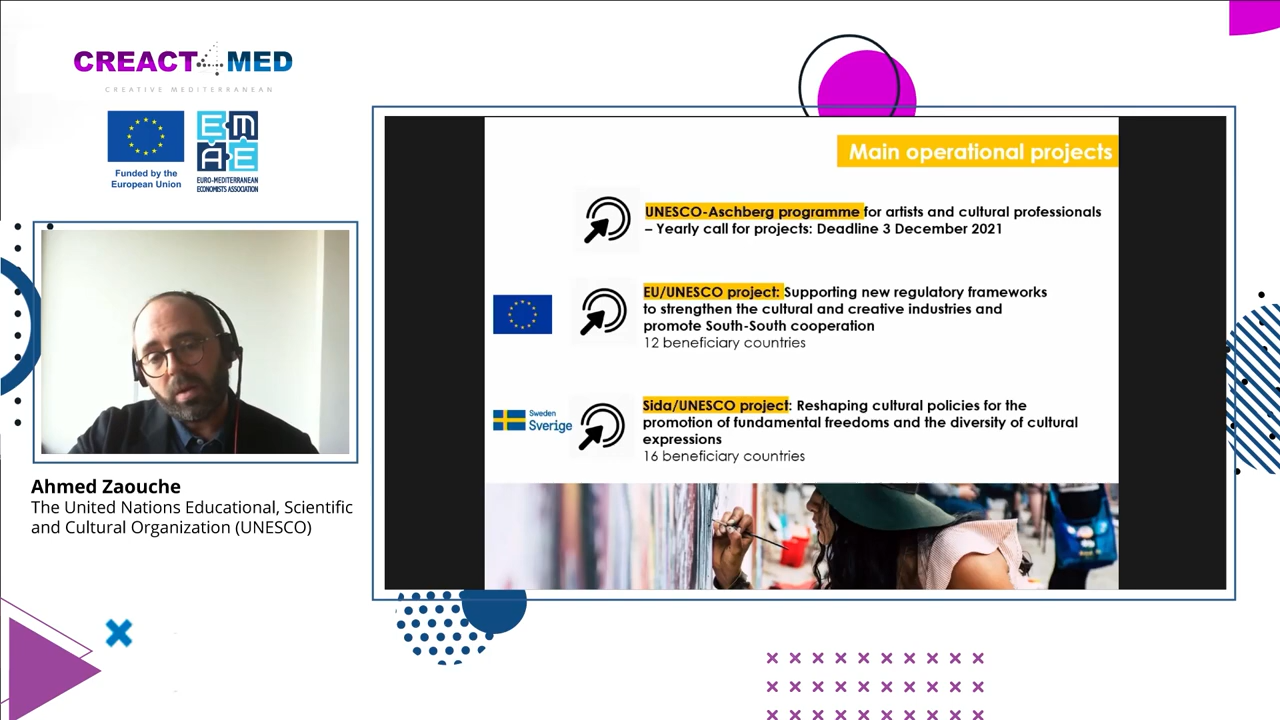 CREACT4MED
CREATIVE MEDITERRANEAN
Funded by the
European Union
EMAE
EURO-MEDITERRANEAN
ECONOMISTS ASSOCIATION
Main operational projects
UNESCO-Aschberg programme for artists and cultural professionals
– Yearly call for projects: Deadline 3 December 2021
EU/UNESCO project: Supporting new regulatory frameworks
to strengthen the cultural and creative industries and
promote South-South cooperation
12 beneficiary countries
Sweden
Sverige
Sida/UNESCO project: Reshaping cultural policies for the
promotion of fundamental freedoms and the diversity of cultural
expressions
16 beneficiary countries
Ahmed Zaouche
The United Nations Educational, Scientific
and Cultural Organization (UNESCO)